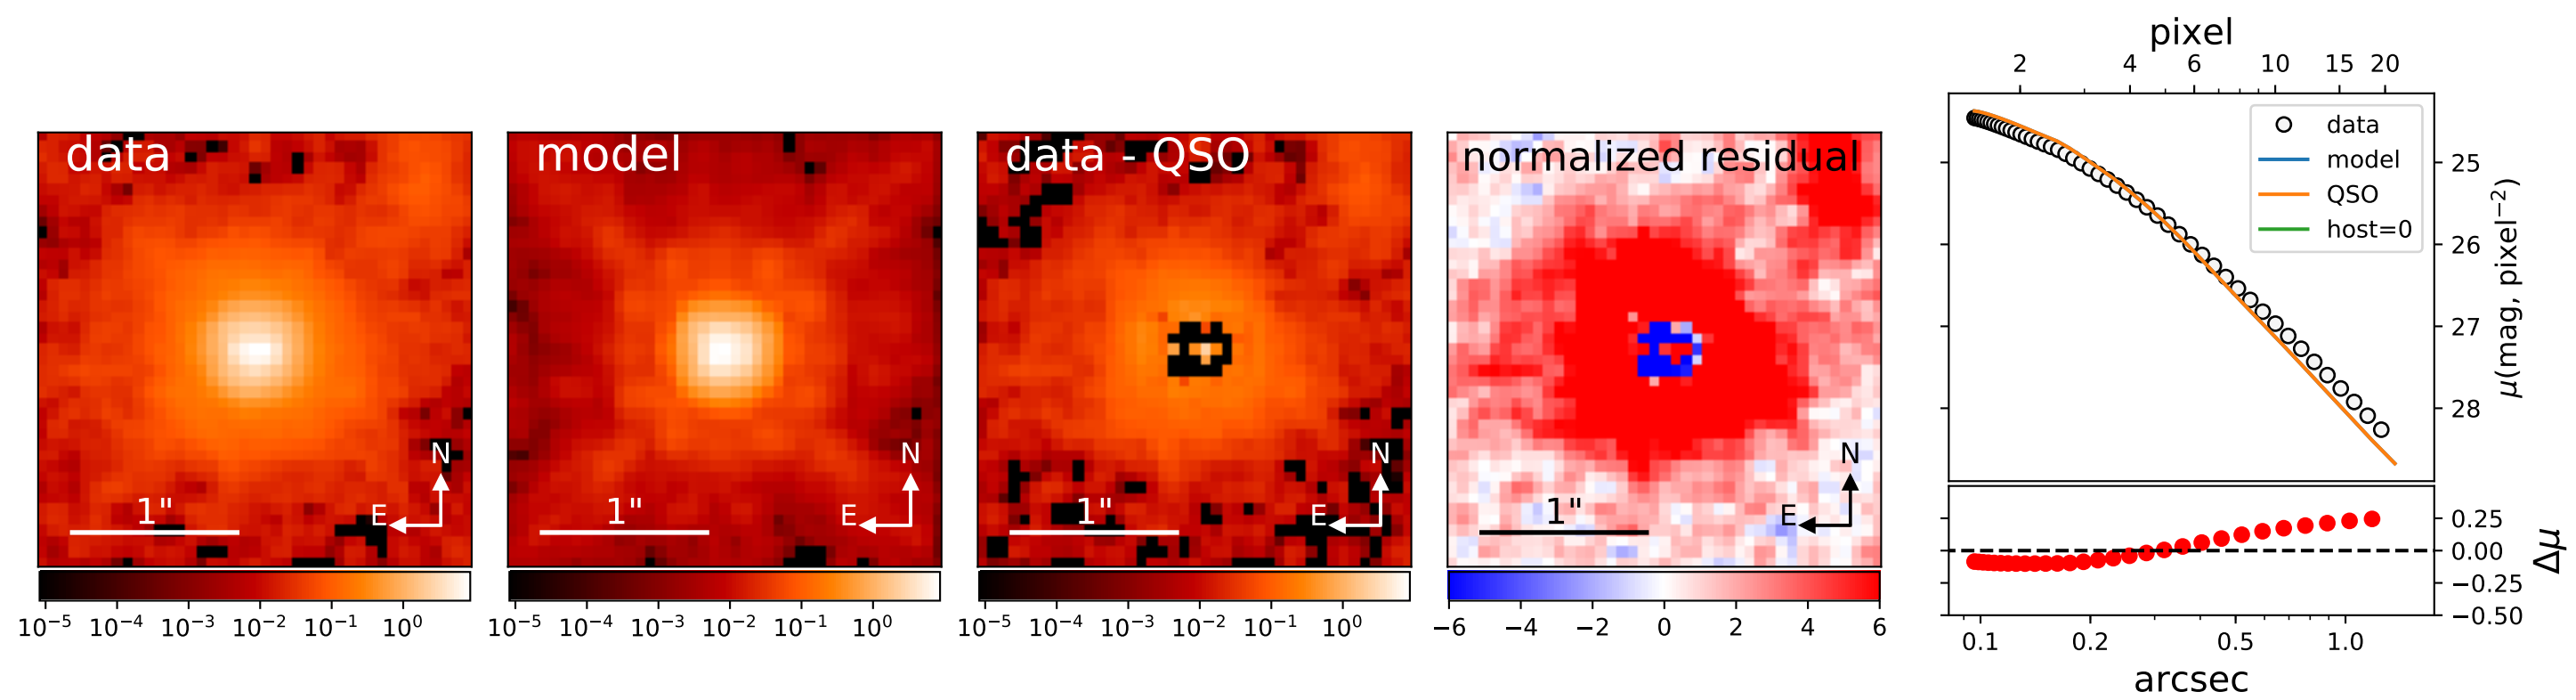 data
N
E
1"
10⁻⁵ 10⁻⁴ 10⁻³ 10⁻² 10⁻¹ 10⁰
model
N
E
1"
10⁻⁵ 10⁻⁴ 10⁻³ 10⁻² 10⁻¹ 10⁰
data - QSO
N
E
1"
10⁻⁵ 10⁻⁴ 10⁻³ 10⁻² 10⁻¹ 10⁰
normalized residual
N
E
1"
−6 −4 −2 0 2 4 6
pixel
2 4 6 10 15 20
data
model
QSO
host=0
25
26
27
28
μ(mag, pixel⁻²)
0.25
0.00
−0.25
−0.50
Δμ
0.1 0.2 0.5 1.0
arcsec